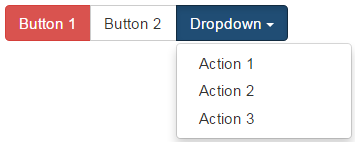 Button 1 Button 2 Dropdown
Action 1
Action 2
Action 3